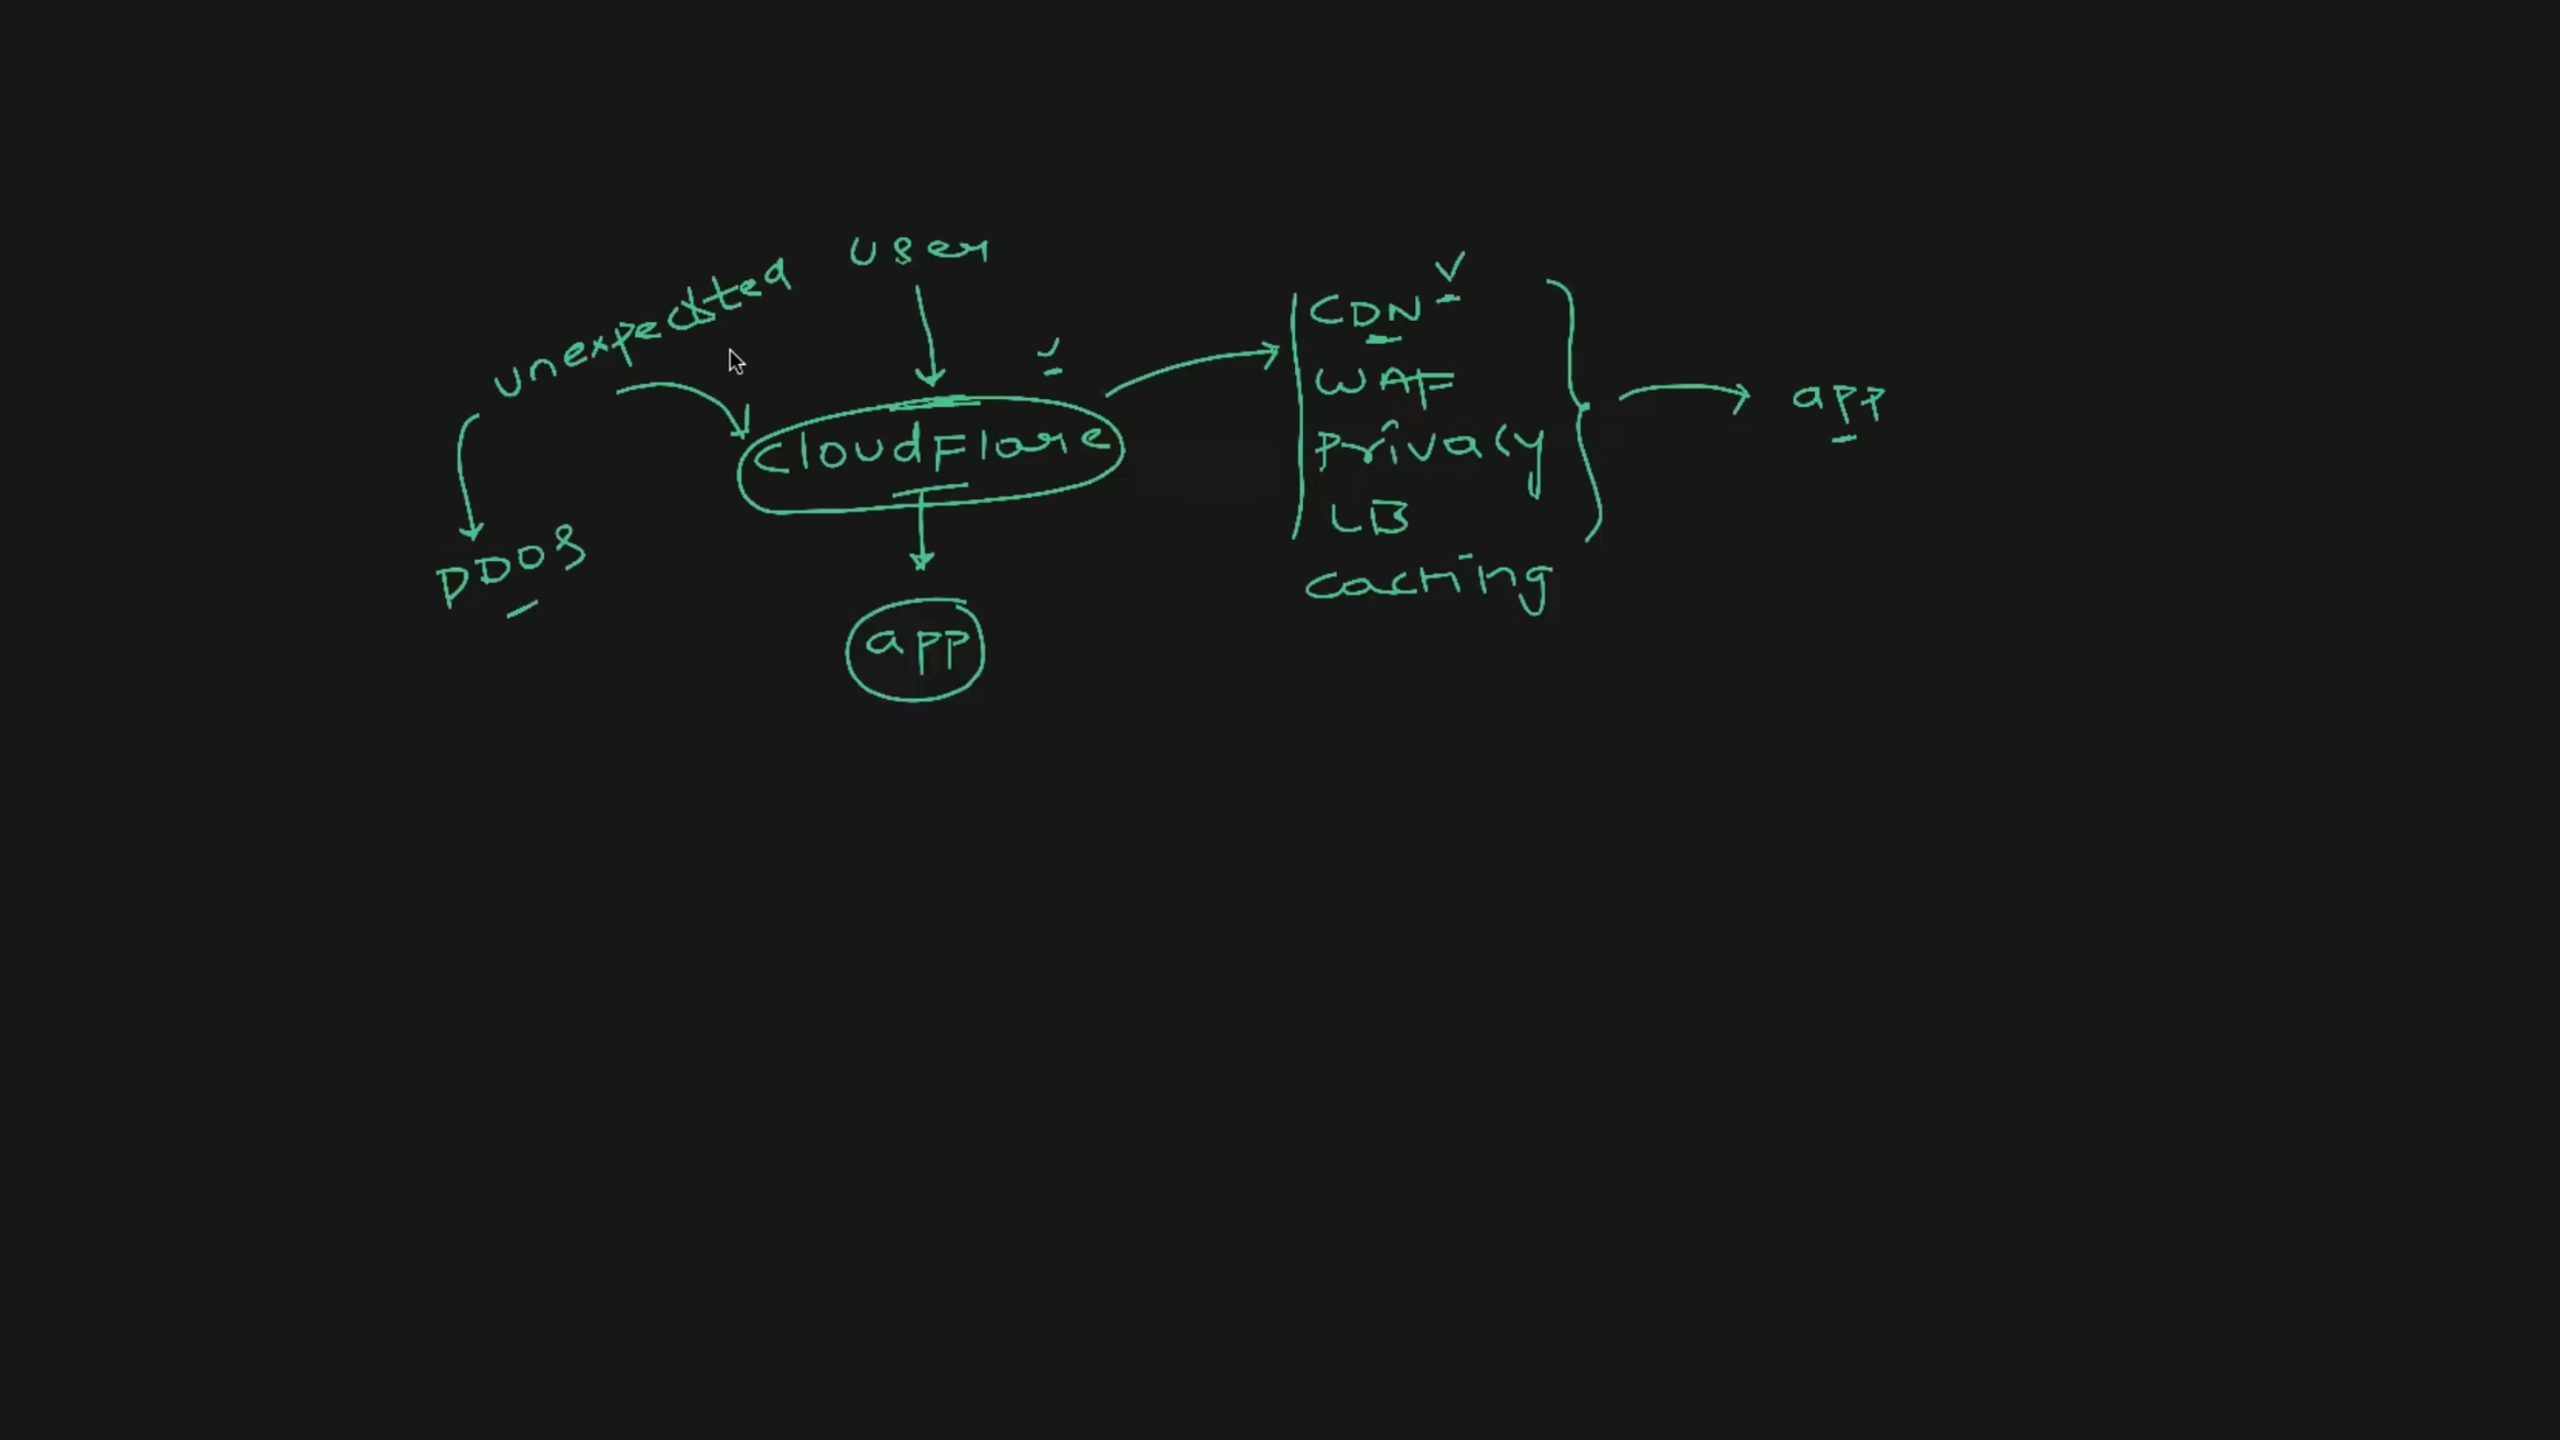 user
unexpected
cloudFlare
DDOS
app
CDN
WAF
Privacy
LB
caching
app